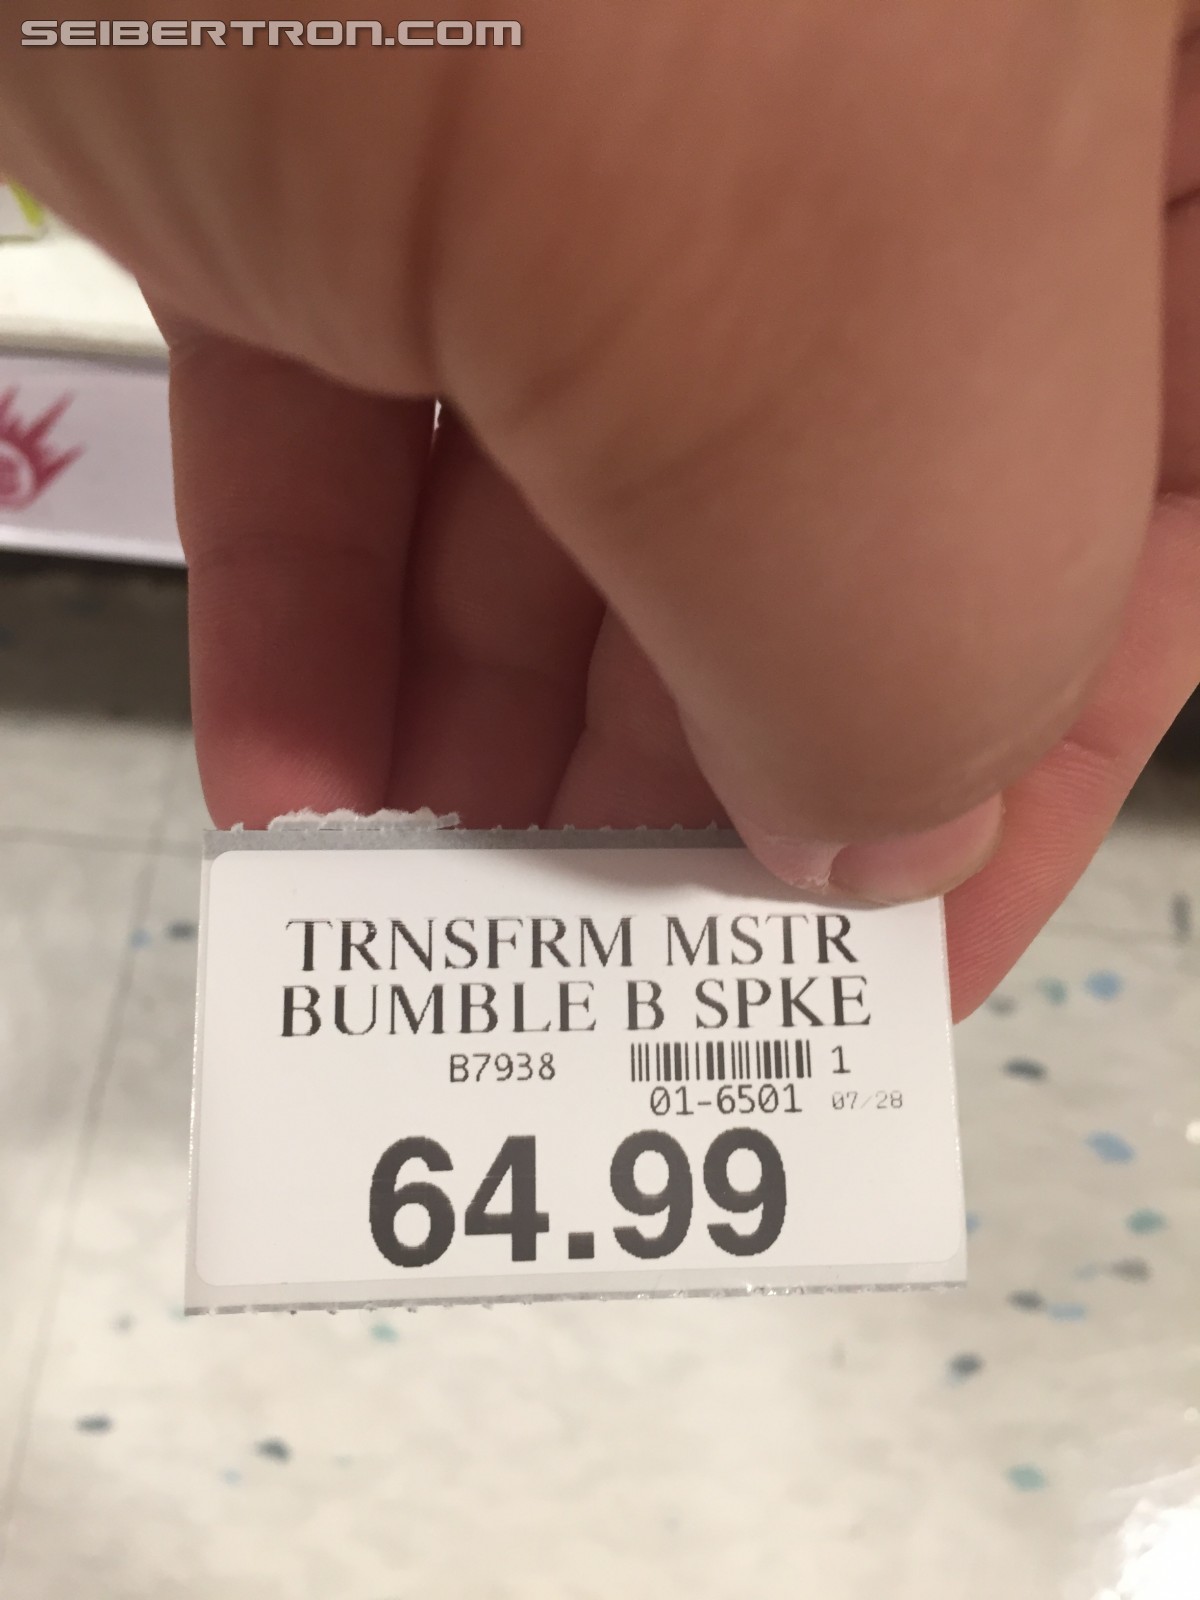 SEIBERTRON.COM
TRNSFRM MSTR
BUMBLE B SPKE
B7938 1
01-6501 07/28
64.99